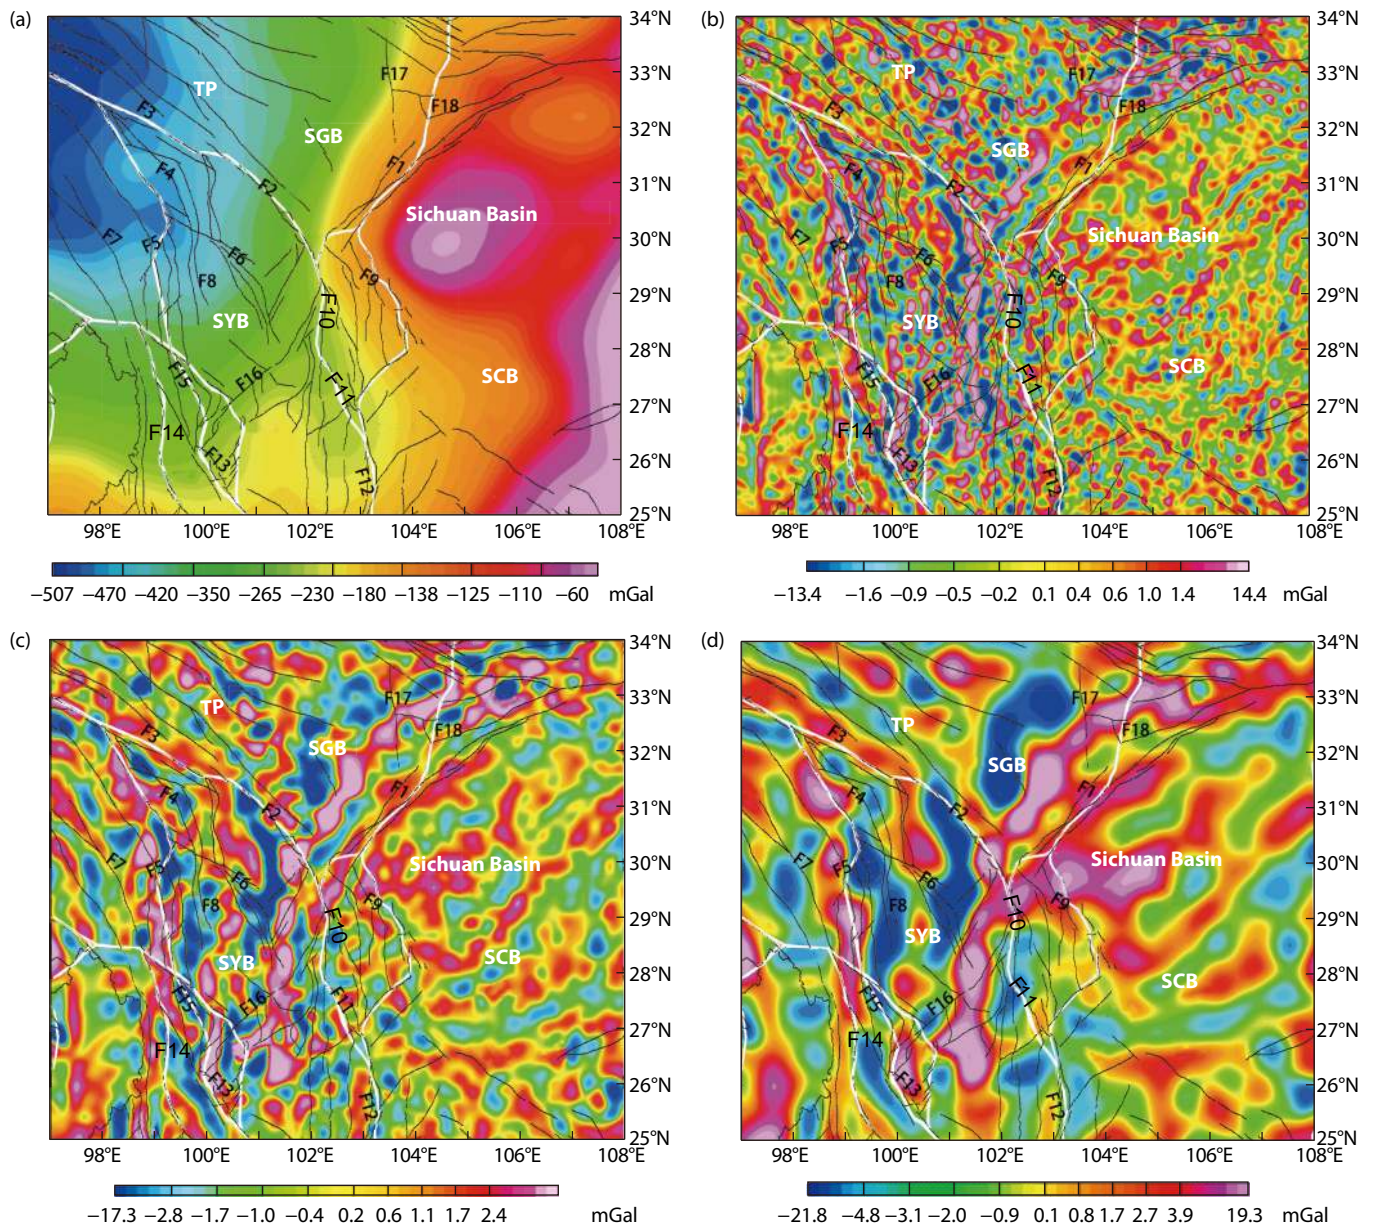 (a)
34°N
33°N
32°N
31°N
30°N
29°N
28°N
27°N
26°N
25°N
TP
SGB
Sichuan Basin
SYB
SCB
F17
F18
F3
F1
F2
F4
F7
F5
F6
F8
F9
F10
F15
F16
F11
F14
F13
F12
98°E 100°E 102°E 104°E 106°E 108°E
−507 −470 −420 −350 −265 −230 −180 −138 −125 −110 −60 mGal
(b)
34°N
33°N
32°N
31°N
30°N
29°N
28°N
27°N
26°N
25°N
TP
SGB
Sichuan Basin
SYB
SCB
F17
F18
F3
F1
F2
F4
F7
F5
F6
F8
F9
F10
F15
F16
F11
F14
F13
F12
98°E 100°E 102°E 104°E 106°E 108°E
−13.4 −1.6 −0.9 −0.5 −0.2 0.1 0.4 0.6 1.0 1.4 14.4 mGal
(c)
34°N
33°N
32°N
31°N
30°N
29°N
28°N
27°N
26°N
25°N
TP
SGB
Sichuan Basin
SYB
SCB
F17
F18
F3
F1
F2
F4
F7
F5
F6
F8
F9
F10
F15
F16
F11
F14
F13
F12
98°E 100°E 102°E 104°E 106°E 108°E
−17.3 −2.8 −1.7 −1.0 −0.4 0.2 0.6 1.1 1.7 2.4 mGal
(d)
34°N
33°N
32°N
31°N
30°N
29°N
28°N
27°N
26°N
25°N
TP
SGB
Sichuan Basin
SYB
SCB
F17
F18
F3
F1
F2
F4
F7
F5
F6
F8
F9
F10
F15
F16
F11
F14
F13
F12
98°E 100°E 102°E 104°E 106°E 108°E
−21.8 −4.8 −3.1 −2.0 −0.9 0.1 0.8 1.7 2.7 3.9 19.3 mGal